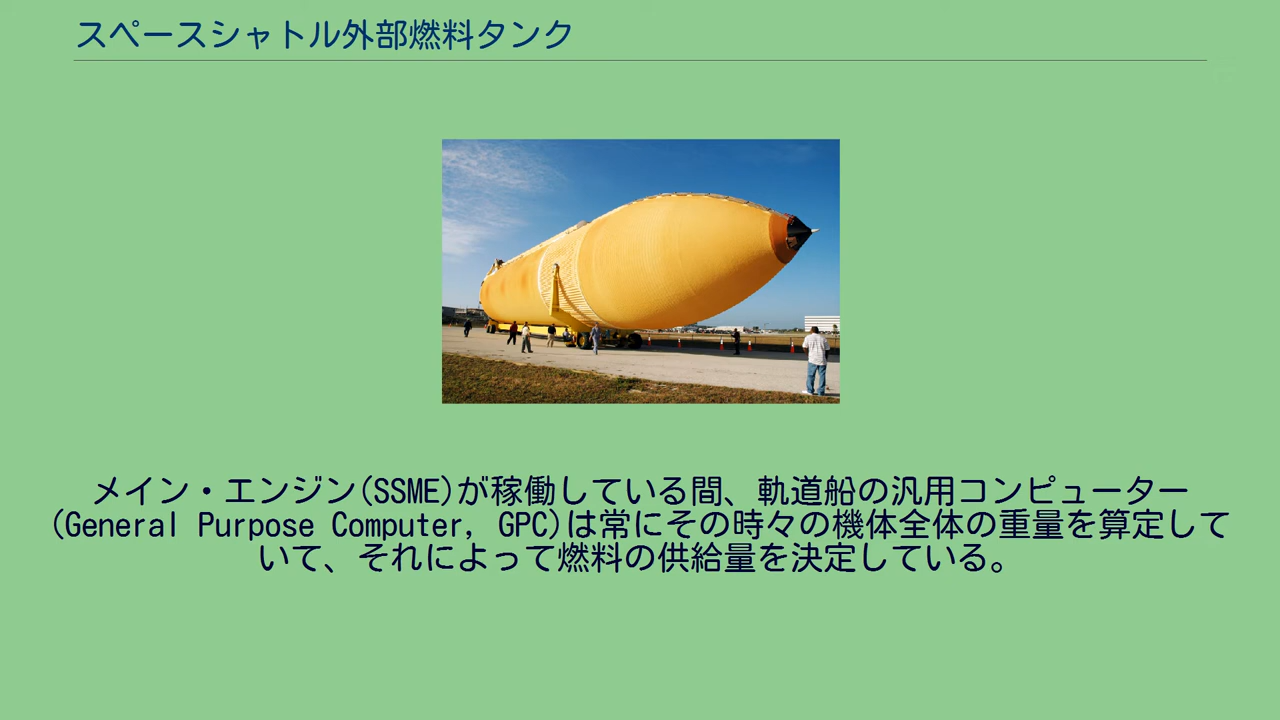 スペースシャトル外部燃料タンク
メイン・エンジン(SSME)が稼働している間、軌道船の汎用コンピューター
(General Purpose Computer, GPC)は常にその時々の機体全体の重量を算定して
いて、それによって燃料の供給量を決定している。